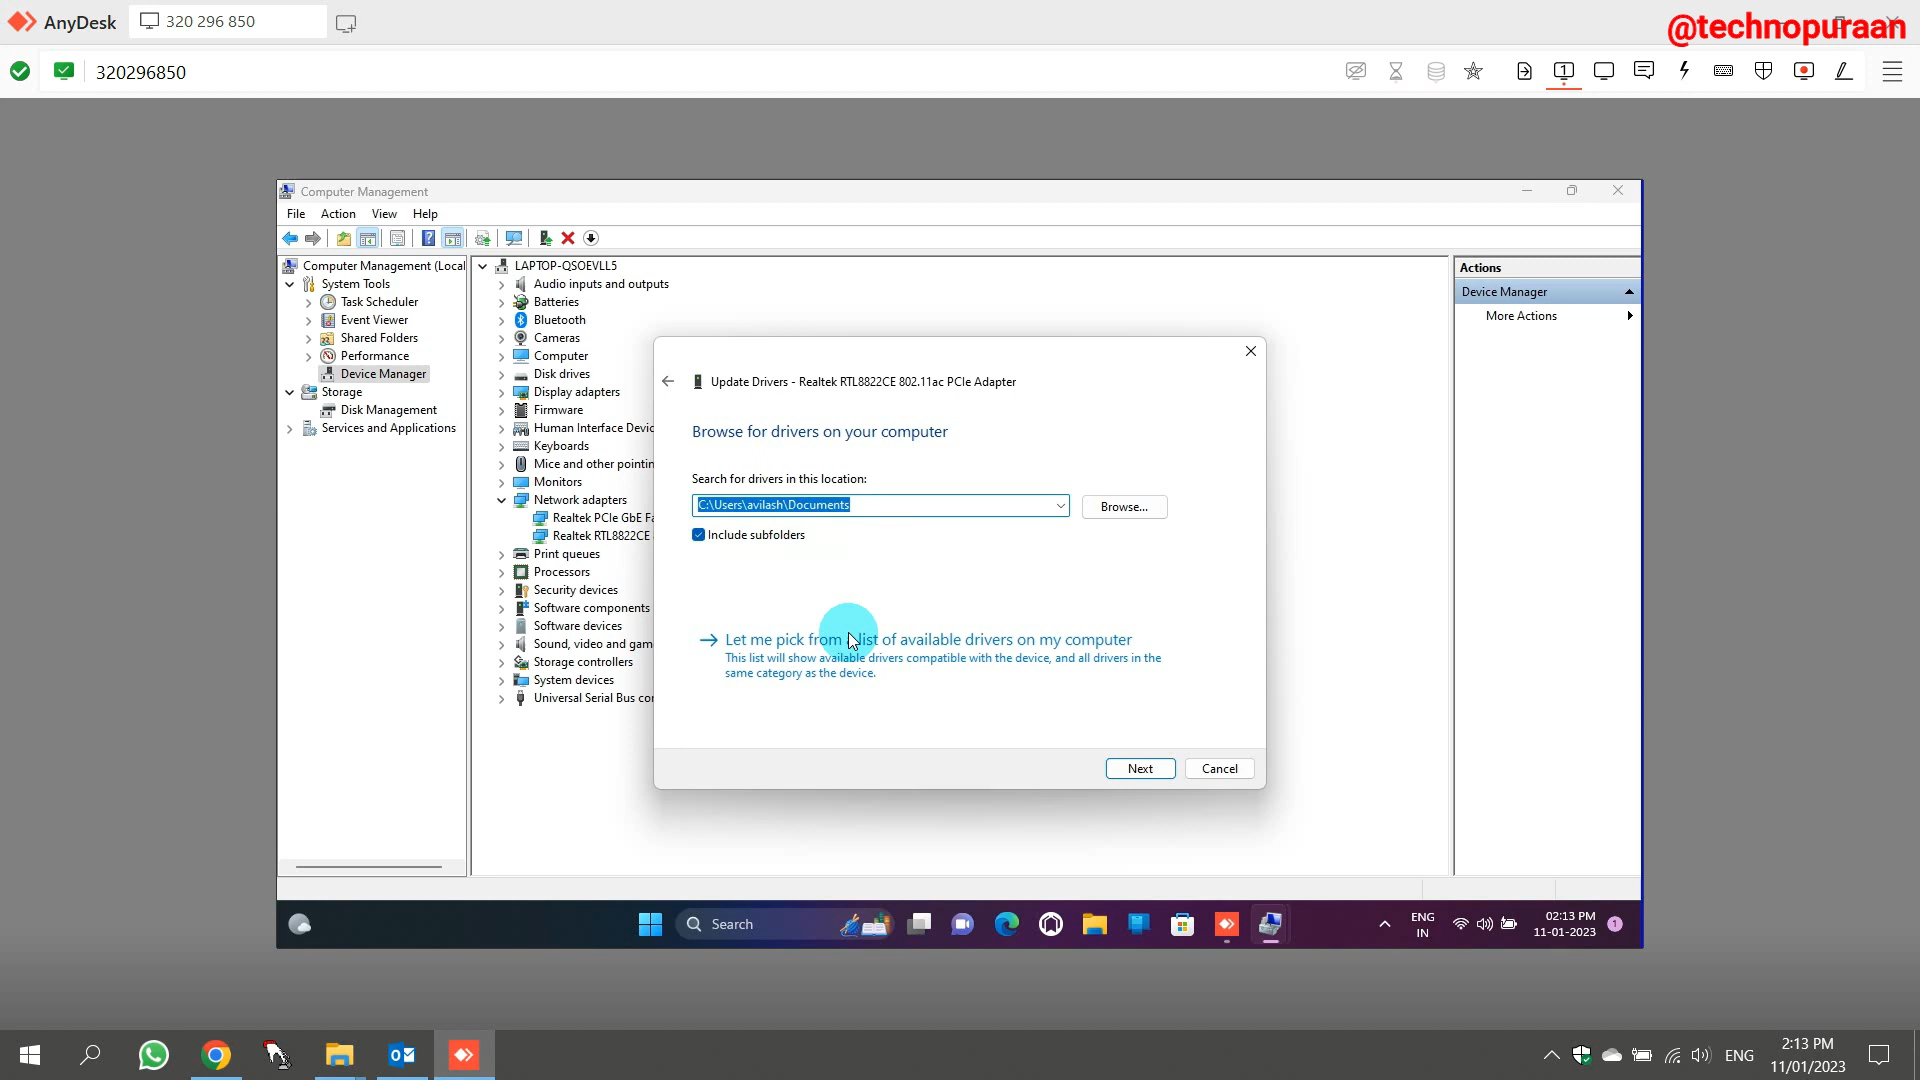 AnyDesk
320 296 850
@technopuraan
320296850
1
Computer Management
File Action View Help
Computer Management (Local
System Tools
Task Scheduler
Event Viewer
Shared Folders
Performance
Device Manager
Storage
Disk Management
Services and Applications
LAPTOP-QSOEVLL5
Audio inputs and outputs
Batteries
Bluetooth
Cameras
Computer
Disk drives
Display adapters
Firmware
Human Interface Devic
Keyboards
Mice and other pointin
Monitors
Network adapters
Realtek PCIe GbE Fa
Realtek RTL8822CE
Print queues
Processors
Security devices
Software components
Software devices
Sound, video and gam
Storage controllers
System devices
Universal Serial Bus con
Update Drivers - Realtek RTL8822CE 802.11ac PCIe Adapter
Browse for drivers on your computer
Search for drivers in this location:
C:\Users\avilash\Documents
Browse...
Include subfolders
Let me pick from a list of available drivers on my computer
This list will show available drivers compatible with the device, and all drivers in the
same category as the device.
Next
Cancel
Actions
Device Manager
More Actions
Search
ENG
IN
02:13 PM
11-01-2023
1
ENG
2:13 PM
11/01/2023